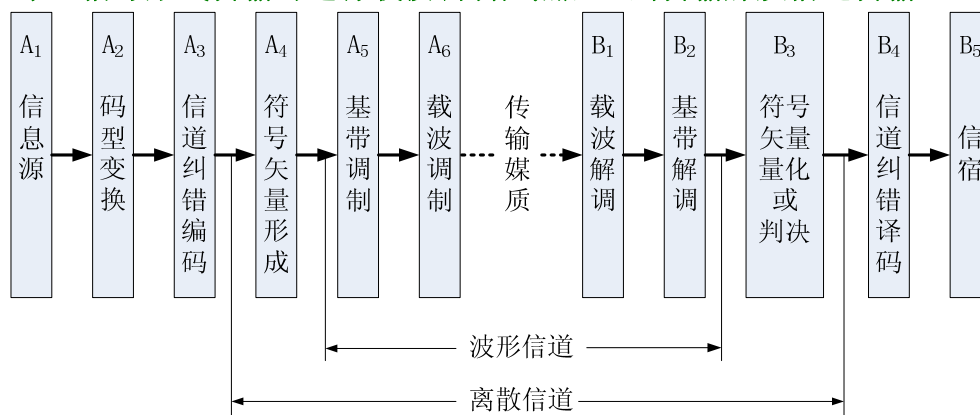 A1
信息源
A2
码型变换
A3
信道纠错编码
A4
符号矢量形成
A5
基带调制
A6
载波调制
传输媒质
B1
载波解调
B2
基带解调
B3
符号
矢量
量化
或
判决
B4
信道纠错译码
B5
信宿
波形信道
离散信道